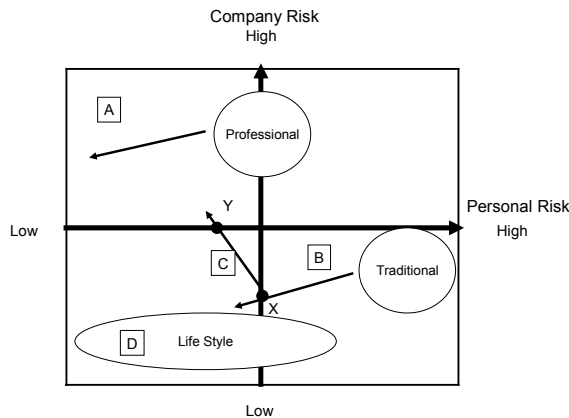 Company Risk
High
A
Professional
Y
Personal Risk
Low
High
C
B
Traditional
X
D
Life Style
Low